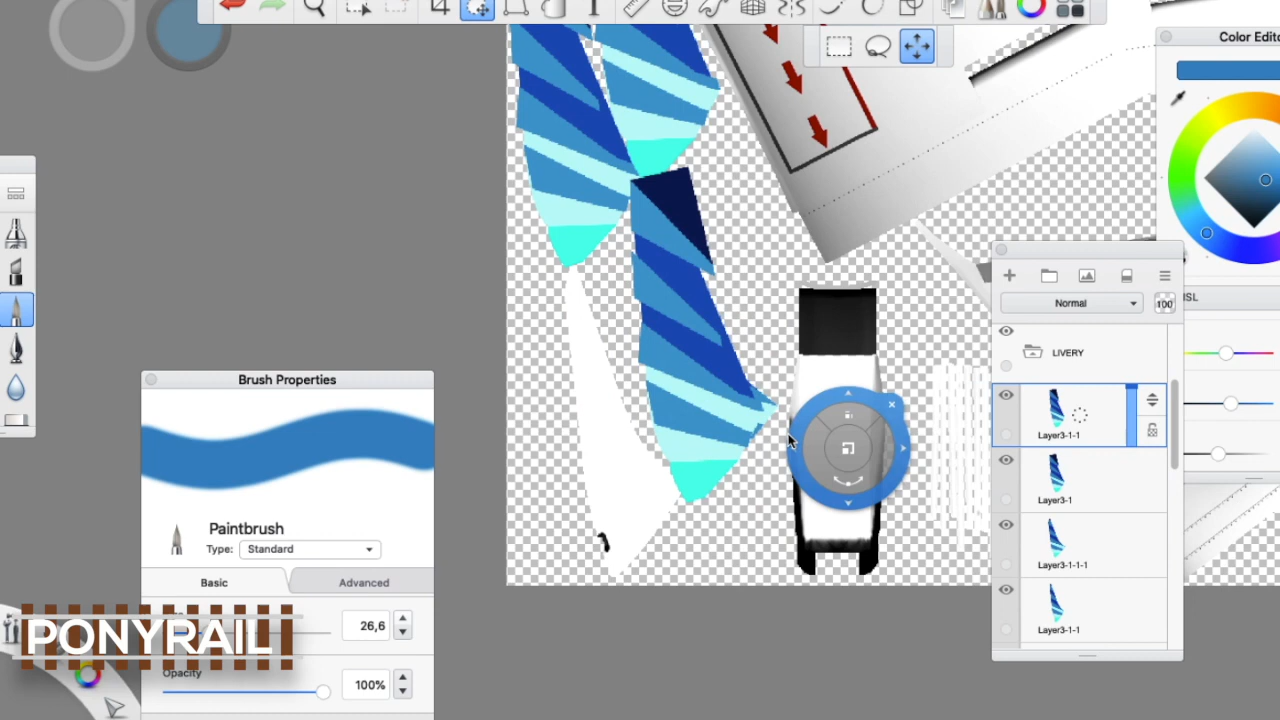 Color Edito
Normal
100
ISL
LIVERY
Layer3-1-1
Layer3-1
Layer3-1-1-1
Layer3-1-1
Brush Properties
Paintbrush
Type: Standard
Basic
Advanced
26,6
Opacity
100%
PONYRAIL